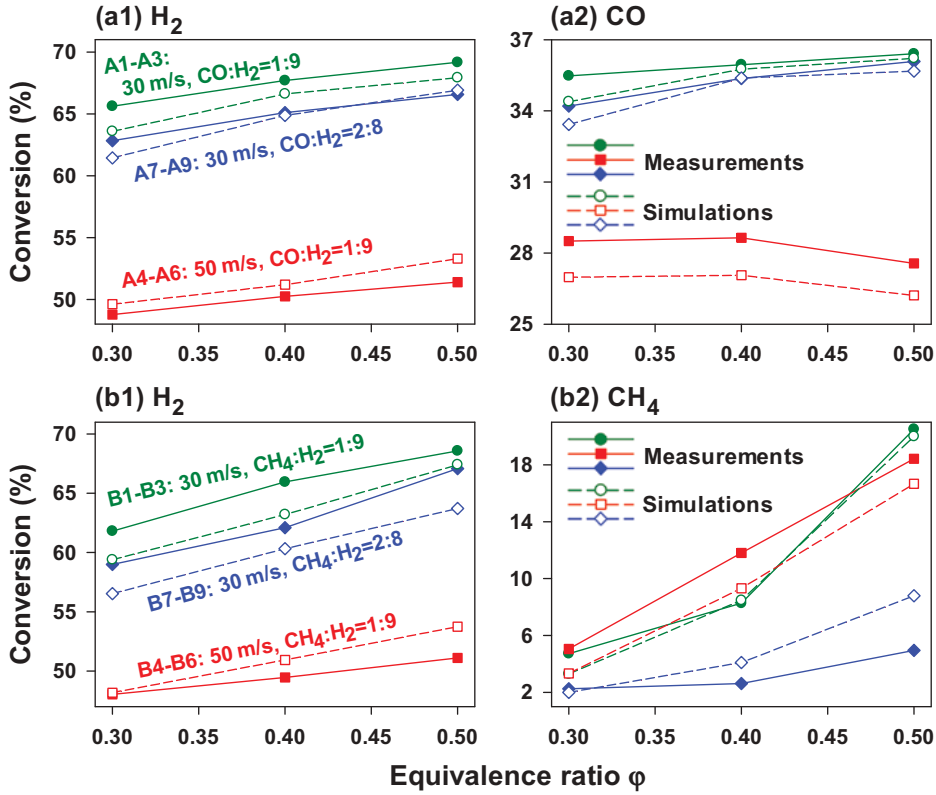 (a1) H₂
(a2) CO
Conversion (%)
70
65
60
55
50
A1-A3:
30 m/s, CO:H₂=1:9
A7-A9: 30 m/s, CO:H₂=2:8
A4-A6: 50 m/s, CO:H₂=1:9
0.30 0.35 0.40 0.45 0.50
37
34
31
28
25
Measurements
Simulations
0.30 0.35 0.40 0.45 0.50
(b1) H₂
(b2) CH₄
Conversion (%)
70
65
60
55
50
B1-B3: 30 m/s, CH₄:H₂=1:9
B7-B9: 30 m/s, CH₄:H₂=2:8
B4-B6: 50 m/s, CH₄:H₂=1:9
0.30 0.35 0.40 0.45 0.50
18
14
10
6
2
Measurements
Simulations
0.30 0.35 0.40 0.45 0.50
Equivalence ratio φ